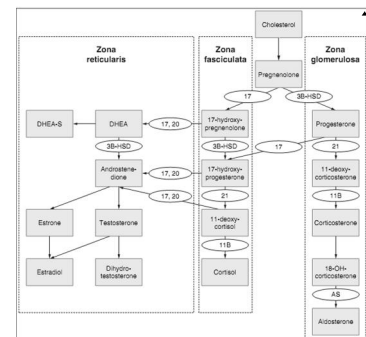 Cholesterol
Zona
reticularis
Zona
fasciculata
Zona
glomerulosa
Pregnenolone
17
3B-HSD
DHEA-S
DHEA
17, 20
17-hydroxy-
pregnenolone
Progesterone
3B-HSD
3B-HSD
17
21
Androstene-
dione
17, 20
17-hydroxy-
progesterone
11-deoxy-
corticosterone
17, 20
21
11B
Estrone
Testosterone
11-deoxy-
cortisol
Corticosterone
11B
Estradiol
Dihydro-
testosterone
Cortisol
18-OH-
corticosterone
AS
Aldosterone